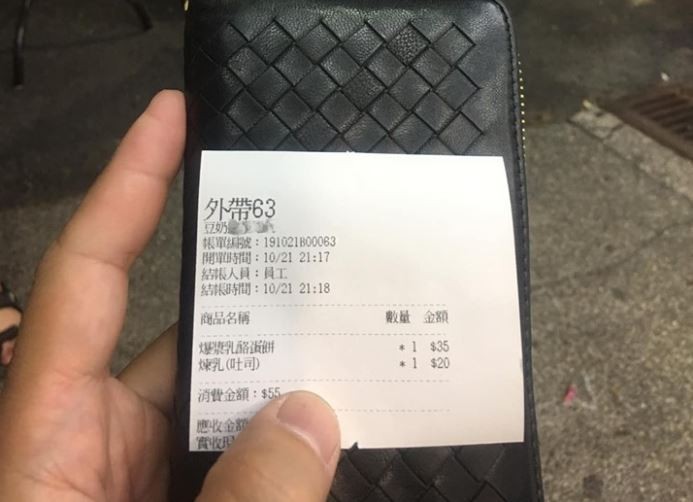 外帶63
豆奶
帳單編號：191021B00063
開單時間：10/21 21:17
結帳人員：員工
結帳時間：10/21 21:18
商品名稱 數量 金額
爆漿乳酪蛋餅 *1 $35
煉乳(吐司) *1 $20
消費金額：$55
應收金額
實收現